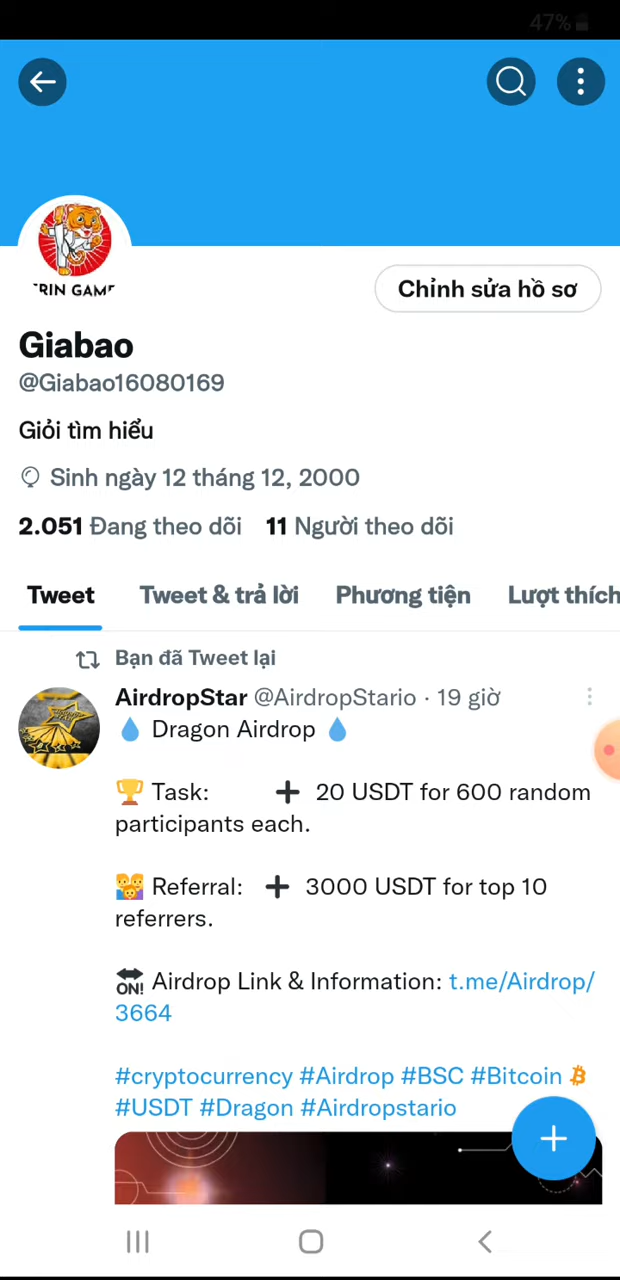 47%
Chỉnh sửa hồ sơ
Giabao
@Giabao16080169
Giỏi tìm hiểu
Sinh ngày 12 tháng 12, 2000
2.051 Đang theo dõi 11 Người theo dõi
Tweet Tweet & trả lời Phương tiện Lượt thích
Bạn đã Tweet lại
AirdropStar @AirdropStario · 19 giờ
💧 Dragon Airdrop 💧
🏆 Task: ➕ 20 USDT for 600 random
participants each.
👨‍👩‍👦 Referral: ➕ 3000 USDT for top 10
referrers.
🔛 Airdrop Link & Information: t.me/Airdrop/
3664
#cryptocurrency #Airdrop #BSC #Bitcoin
#USDT #Dragon #Airdropstario